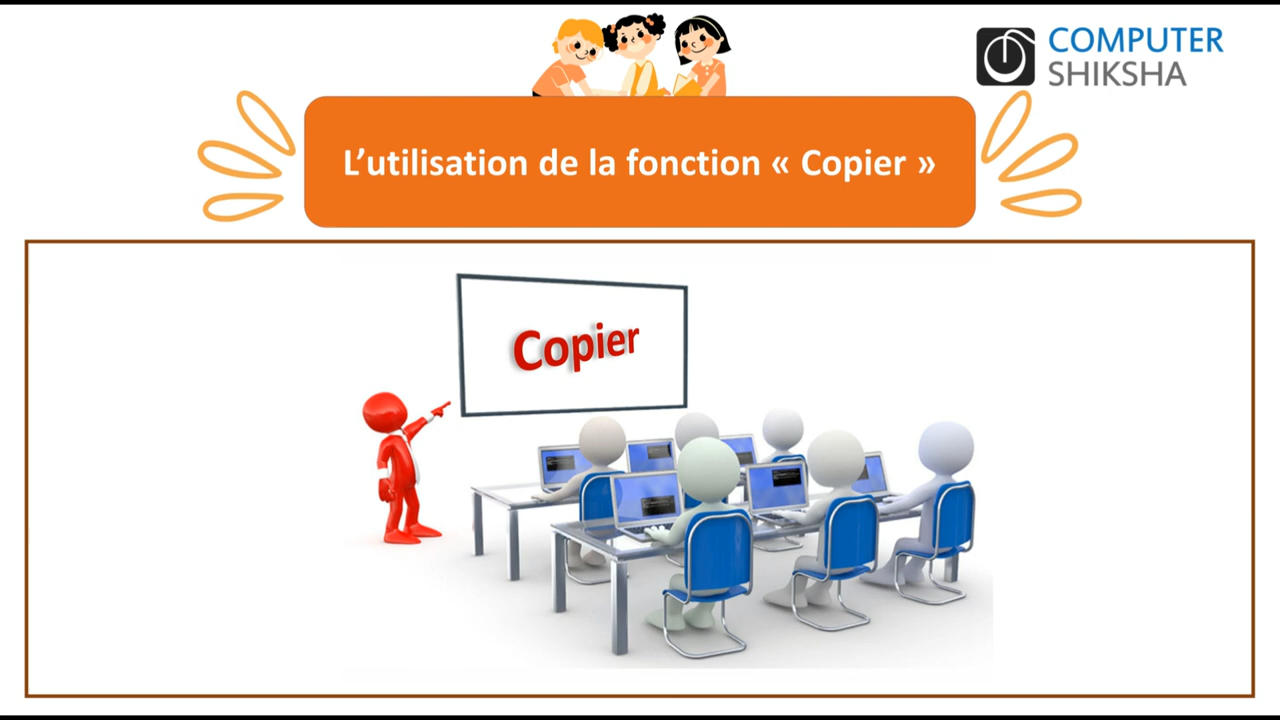 COMPUTER
SHIKSHA
L’utilisation de la fonction « Copier »
Copier